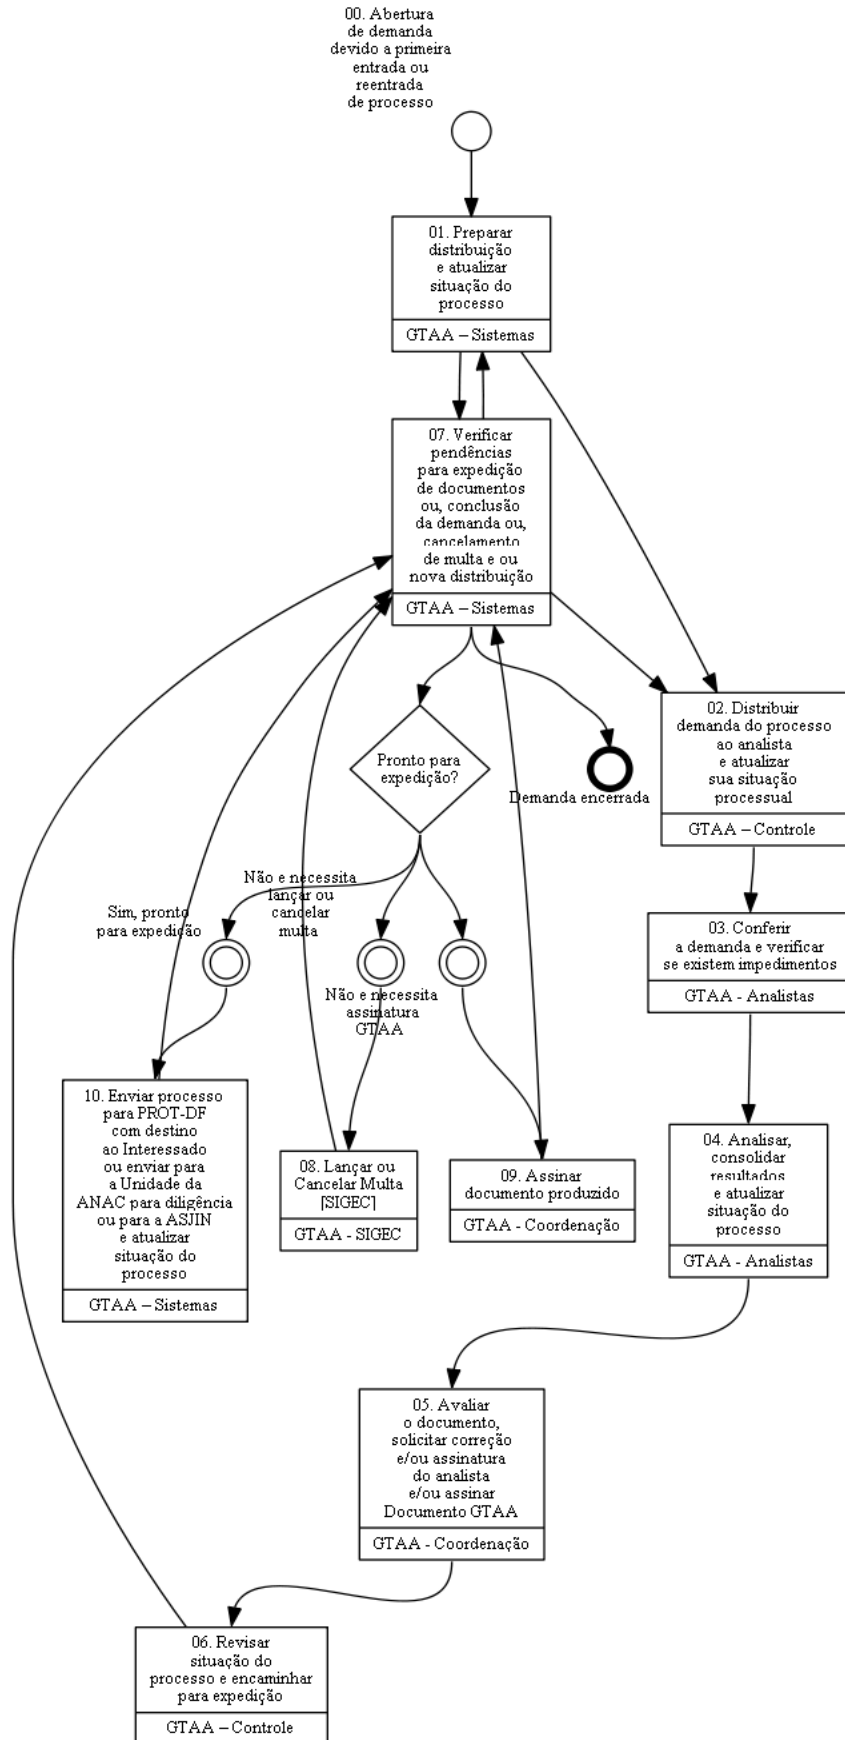 00. Abertura
de demanda
devido a primeira
entrada ou
reentrada
de processo
01. Preparar
distribuição
e atualizar
situação do
processo
GTAA – Sistemas
07. Verificar
pendências
para expedição
de documentos
ou, conclusão
da demanda ou,
cancelamento
de multa e ou
nova distribuição
GTAA – Sistemas
02. Distribuir
demanda do processo
ao analista
e atualizar
sua situação
processual
GTAA – Controle
Pronto para
expedição?
Demanda encerrada
Não e necessita
lançar ou
cancelar
multa
Sim, pronto
para expedição
03. Conferir
a demanda e verificar
se existem impedimentos
GTAA - Analistas
Não e necessita
assinatura
GTAA
10. Enviar processo
para PROT-DF
com destino
ao Interessado
ou enviar para
a Unidade da
ANAC para diligência
ou para a ASJIN
e atualizar
situação do
processo
GTAA – Sistemas
08. Lançar ou
Cancelar Multa
[SIGEC]
GTAA - SIGEC
09. Assinar
documento produzido
GTAA - Coordenação
04. Analisar,
consolidar
resultados
e atualizar
situação do
processo
GTAA - Analistas
05. Avaliar
o documento,
solicitar correção
e/ou assinatura
do analista
e/ou assinar
Documento GTAA
GTAA - Coordenação
06. Revisar
situação do
processo e encaminhar
para expedição
GTAA – Controle